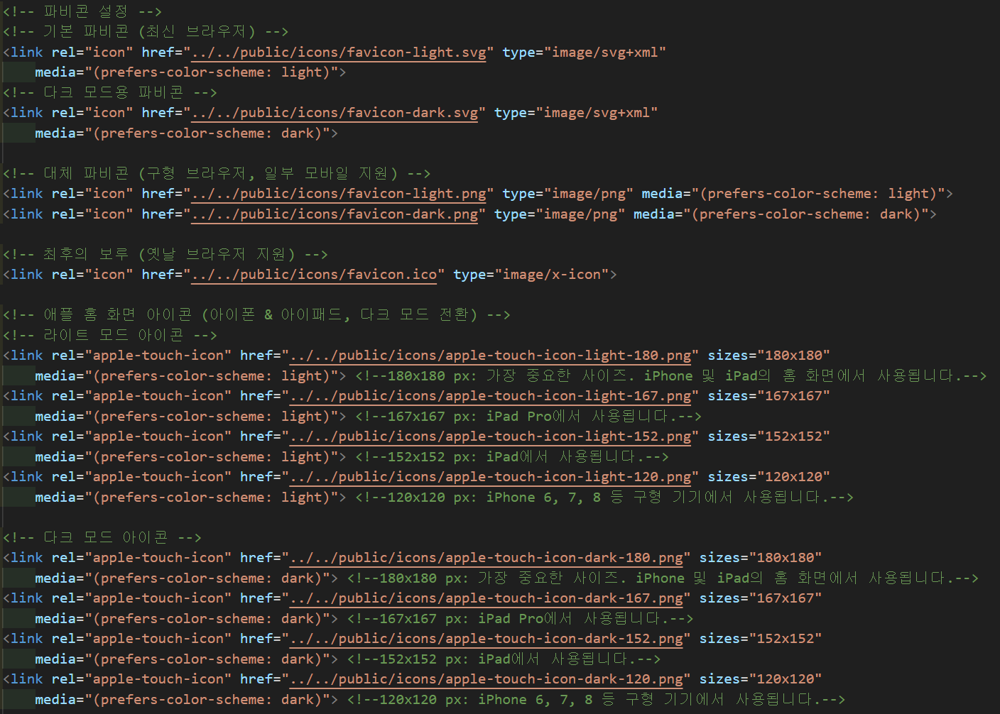 <!-- 파비콘 설정 -->
<!-- 기본 파비콘 (최신 브라우저) -->
<link rel="icon" href="../../public/icons/favicon-light.svg" type="image/svg+xml"
media="(prefers-color-scheme: light)">
<!-- 다크 모드용 파비콘 -->
<link rel="icon" href="../../public/icons/favicon-dark.svg" type="image/svg+xml"
media="(prefers-color-scheme: dark)">
<!-- 대체 파비콘 (구형 브라우저, 일부 모바일 지원) -->
<link rel="icon" href="../../public/icons/favicon-light.png" type="image/png" media="(prefers-color-scheme: light)">
<link rel="icon" href="../../public/icons/favicon-dark.png" type="image/png" media="(prefers-color-scheme: dark)">
<!-- 최후의 보루 (옛날 브라우저 지원) -->
<link rel="icon" href="../../public/icons/favicon.ico" type="image/x-icon">
<!-- 애플 홈 화면 아이콘 (아이폰 & 아이패드, 다크 모드 전환) -->
<!-- 라이트 모드 아이콘 -->
<link rel="apple-touch-icon" href="../../public/icons/apple-touch-icon-light-180.png" sizes="180x180"
media="(prefers-color-scheme: light)"> <!--180x180 px: 가장 중요한 사이즈. iPhone 및 iPad의 홈 화면에서 사용됩니다.-->
<link rel="apple-touch-icon" href="../../public/icons/apple-touch-icon-light-167.png" sizes="167x167"
media="(prefers-color-scheme: light)"> <!--167x167 px: iPad Pro에서 사용됩니다.-->
<link rel="apple-touch-icon" href="../../public/icons/apple-touch-icon-light-152.png" sizes="152x152"
media="(prefers-color-scheme: light)"> <!--152x152 px: iPad에서 사용됩니다.-->
<link rel="apple-touch-icon" href="../../public/icons/apple-touch-icon-light-120.png" sizes="120x120"
media="(prefers-color-scheme: light)"> <!--120x120 px: iPhone 6, 7, 8 등 구형 기기에서 사용됩니다.-->
<!-- 다크 모드 아이콘 -->
<link rel="apple-touch-icon" href="../../public/icons/apple-touch-icon-dark-180.png" sizes="180x180"
media="(prefers-color-scheme: dark)"> <!--180x180 px: 가장 중요한 사이즈. iPhone 및 iPad의 홈 화면에서 사용됩니다.-->
<link rel="apple-touch-icon" href="../../public/icons/apple-touch-icon-dark-167.png" sizes="167x167"
media="(prefers-color-scheme: dark)"> <!--167x167 px: iPad Pro에서 사용됩니다.-->
<link rel="apple-touch-icon" href="../../public/icons/apple-touch-icon-dark-152.png" sizes="152x152"
media="(prefers-color-scheme: dark)"> <!--152x152 px: iPad에서 사용됩니다.-->
<link rel="apple-touch-icon" href="../../public/icons/apple-touch-icon-dark-120.png" sizes="120x120"
media="(prefers-color-scheme: dark)"> <!--120x120 px: iPhone 6, 7, 8 등 구형 기기에서 사용됩니다.-->